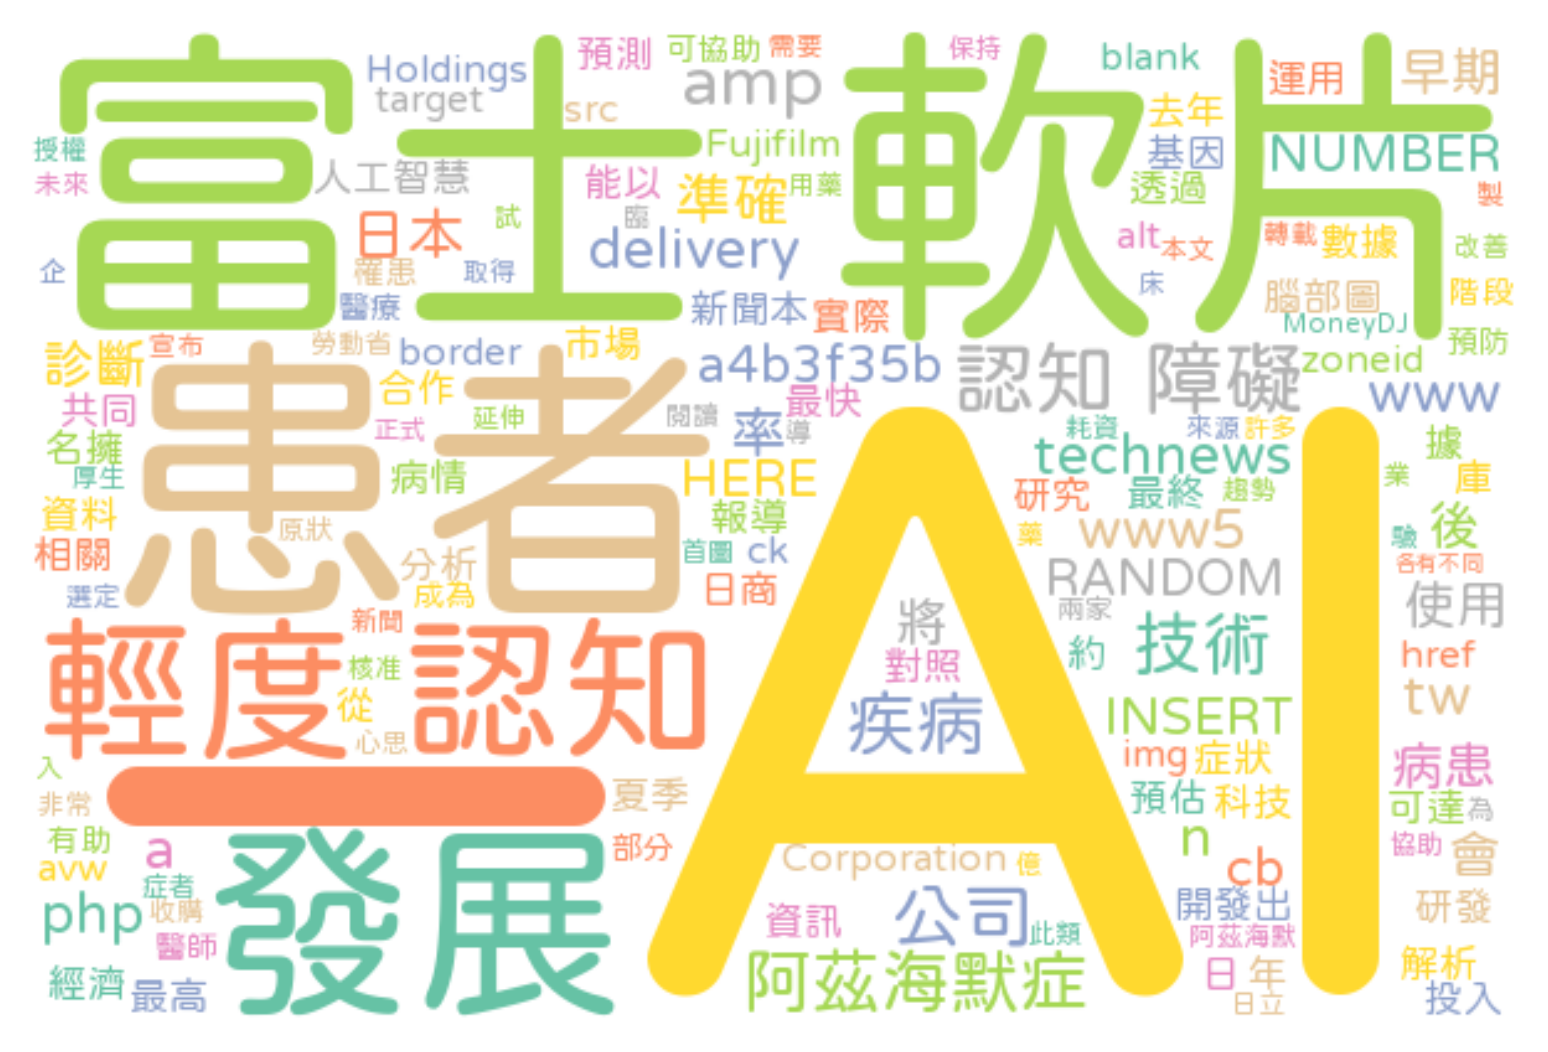 富士軟片
Holdings
target
src
預測
可協助
需要
amp
保持
blank
運用
早期
去年
授權
未來
人工智慧
Fujifilm
基因
NUMBER
能以
準確
用藥
透過
製
日本
試
臨
delivery
alt
本文
轉載
數據
改善
企
罹患
取得
床
醫療
新聞本
實際
腦部圖
階段
MoneyDJ
預防
診斷
宣布
勞動省
border
市場
a4b3f35b
認知 障礙
zoneid
患者
合作
最快
www
共同
正式
延伸
閱讀
率
導
耗資
來源
許多
名擁
technews
據
厚生
病情
HERE
研究
最終
趨勢
業
庫
資料
原狀
報導
藥
www5
後
驗
相關
分析
首圖
ck
RANDOM
各有不同
選定
成為
日商
兩家
使用
AI
新聞
將
輕度認知
核准
對照
約
技術
href
從
tw
心思
疾病
INSERT
入
img
症狀
病患
非常
夏季
預估
科技
可達
為
有助
a
部分
n
協助
會
avw
症者
發展
Corporation
億
cb
php
收購
資訊
公司
此類
開發出
研發
醫師
阿茲海默
經濟
最高
阿茲海默症
日
年
日立
解析
投入